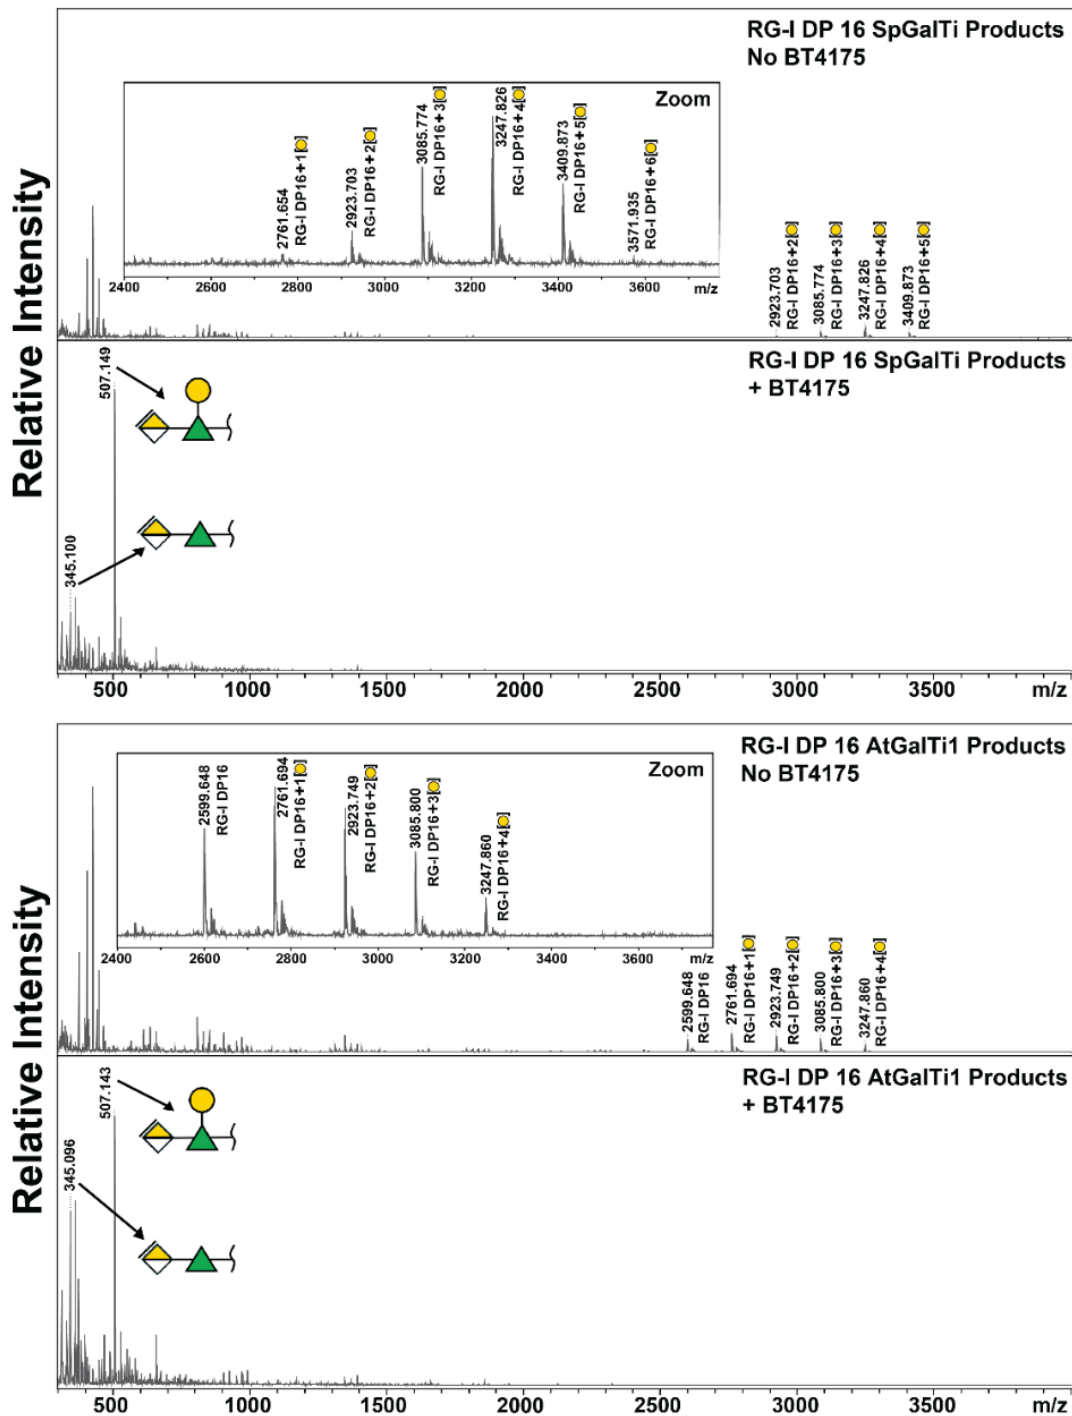 RG-I DP 16 SpGalTi Products
No BT4175
Zoom
2761.654
RG-I DP16+1[]
2923.703
RG-I DP16+2[]
3085.774
RG-I DP16+3[]
3247.826
RG-I DP16+4[]
3409.873
RG-I DP16+5[]
3571.935
RG-I DP16+6[]
2400 2600 2800 3000 3200 3400 3600 m/z
2923.703
RG-I DP16+2[]
3085.774
RG-I DP16+3[]
3247.826
RG-I DP16+4[]
3409.873
RG-I DP16+5[]
Relative Intensity
RG-I DP 16 SpGalTi Products
+ BT4175
507.149
345.100
500 1000 1500 2000 2500 3000 3500 m/z
RG-I DP 16 AtGalTi1 Products
No BT4175
Zoom
2599.648
RG-I DP16
2761.694
RG-I DP16+1[]
2923.749
RG-I DP16+2[]
3085.800
RG-I DP16+3[]
3247.860
RG-I DP16+4[]
2400 2600 2800 3000 3200 3400 3600 m/z
2599.648
RG-I DP16
2761.694
RG-I DP16+1[]
2923.749
RG-I DP16+2[]
3085.800
RG-I DP16+3[]
3247.860
RG-I DP16+4[]
Relative Intensity
RG-I DP 16 AtGalTi1 Products
+ BT4175
507.143
345.096
500 1000 1500 2000 2500 3000 3500 m/z